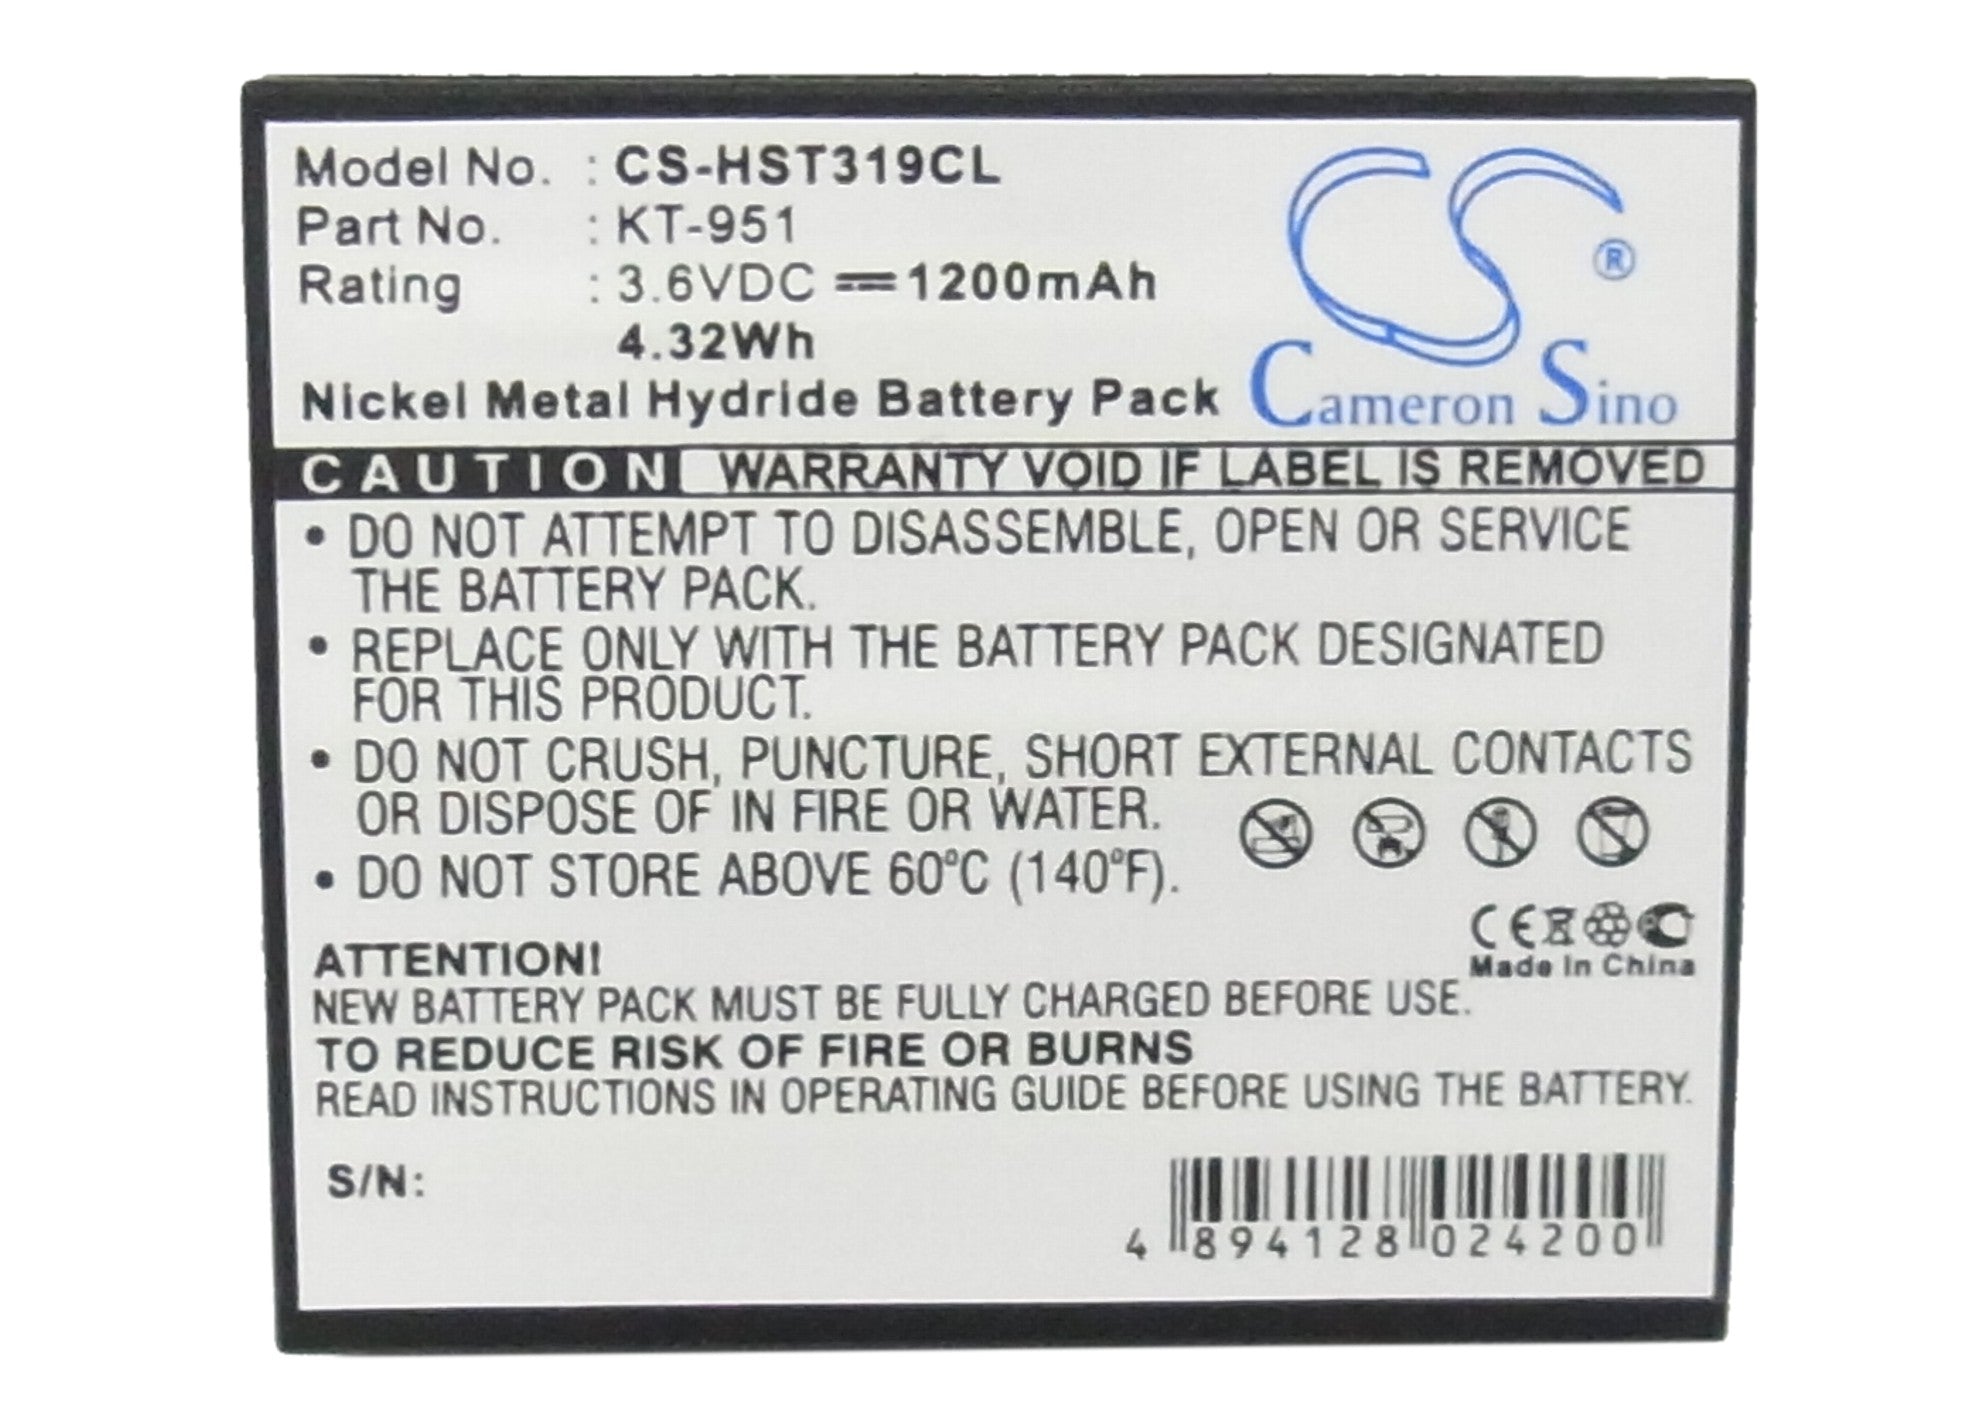 Model No. : CS-HST319CL
Part No. : KT-951
Rating : 3.6VDC ⎓ 1200mAh
4.32Wh
Nickel Metal Hydride Battery Pack
CS ®
Cameron Sino
CAUTION WARRANTY VOID IF LABEL IS REMOVED
• DO NOT ATTEMPT TO DISASSEMBLE, OPEN OR SERVICE
THE BATTERY PACK.
• REPLACE ONLY WITH THE BATTERY PACK DESIGNATED
FOR THIS PRODUCT.
• DO NOT CRUSH, PUNCTURE, SHORT EXTERNAL CONTACTS
OR DISPOSE OF IN FIRE OR WATER.
• DO NOT STORE ABOVE 60°C (140°F).
CE
Made In China
ATTENTION!
NEW BATTERY PACK MUST BE FULLY CHARGED BEFORE USE.
TO REDUCE RISK OF FIRE OR BURNS
READ INSTRUCTIONS IN OPERATING GUIDE BEFORE USING THE BATTERY.
S/N:
4 894128 024200